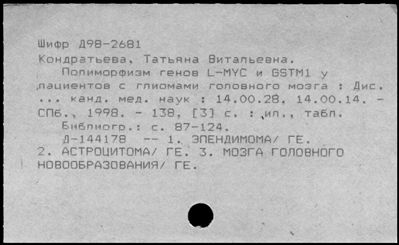 Шифр Д98-2681
Кондратьева, Татьяна Витальевна.
Полиморфизм генов L-MYC и GSTM1 у
пациентов с глиомами головного мозга : Дис.
... канд. мед. наук : 14.00.28, 14.00.14. -
СПб., 1998. - 138, [3] с. : ил., табл.
Библиогр.: с. 87-124.
Д-144178 -- 1. ЭПЕНДИМОМА/ ГЕ.
2. АСТРОЦИТОМА/ ГЕ. 3. МОЗГА ГОЛОВНОГО
НОВООБРАЗОВАНИЯ/ ГЕ.